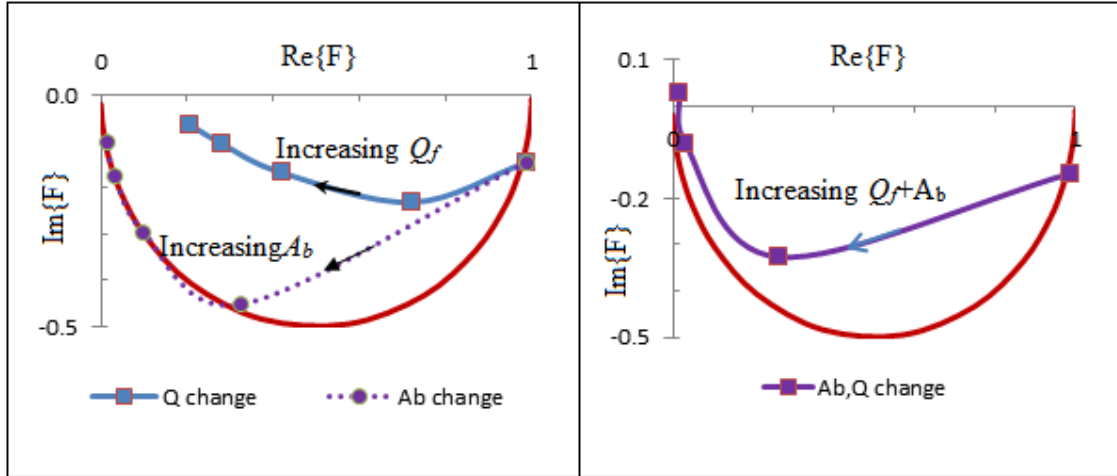 Re{F}
0 1
0.0
Increasing Qf
Im{F}
IncreasingAb
-0.5
Q change Ab change
Re{F}
0.1
0 1
Increasing Qf+Ab
-0.2
Im{F}
-0.5
Ab,Q change